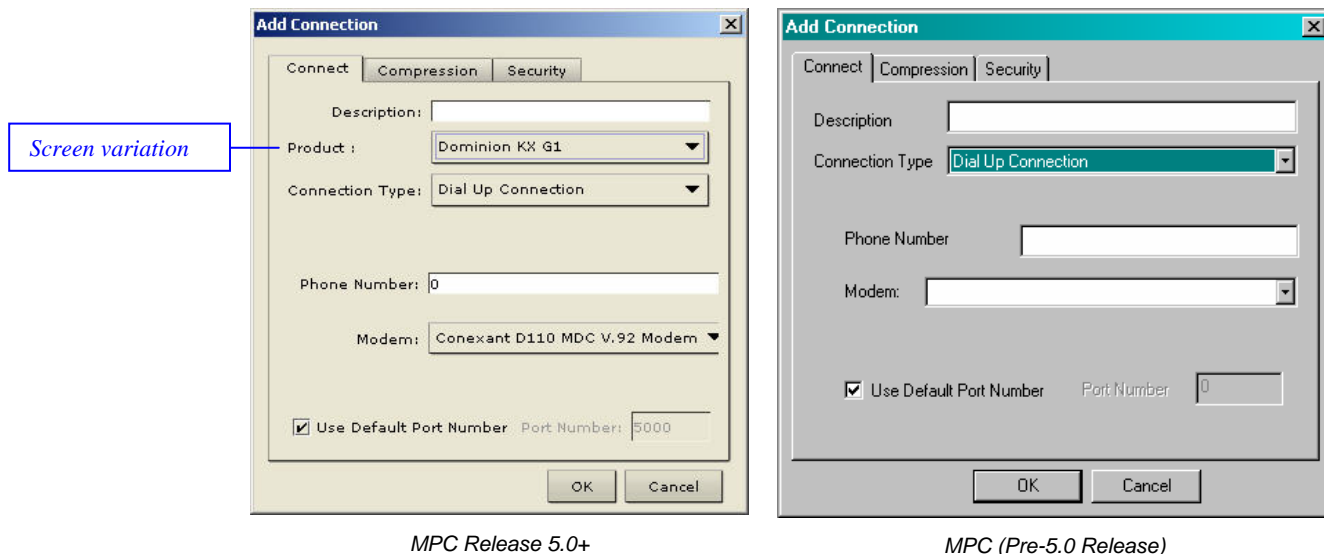 Screen variation
Add Connection
Connect Compression Security
Description:
Product : Dominion KX G1
Connection Type: Dial Up Connection
Phone Number: 0
Modem: Conexant D110 MDC V.92 Modem
Use Default Port Number Port Number: 5000
OK Cancel
MPC Release 5.0+
Add Connection
Connect Compression Security
Description
Connection Type Dial Up Connection
Phone Number
Modem:
Use Default Port Number Port Number 0
OK Cancel
MPC (Pre-5.0 Release)